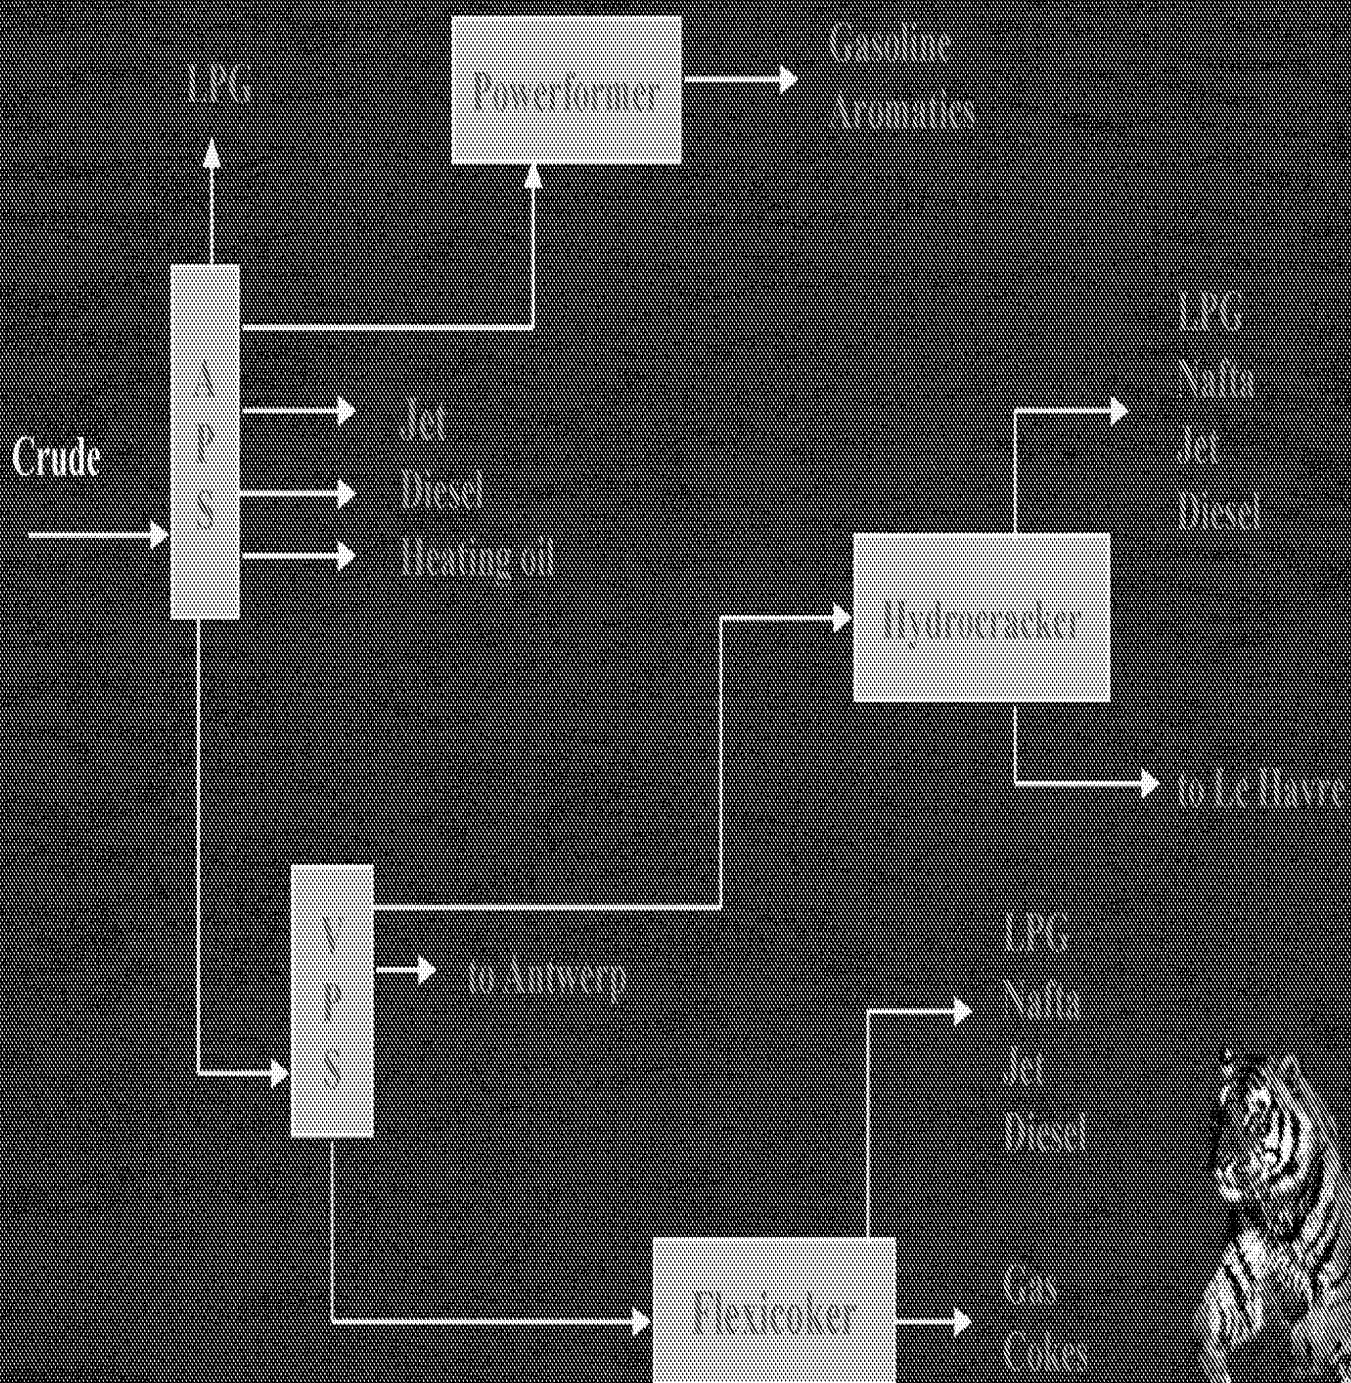 LPG
Powerformer
Gasoline
Aromatics
A
P
S
Crude
Jet
Diesel
Heating oil
LPG
Nafta
Jet
Diesel
Hydrocracker
to Le Havre
V
P
S
to Antwerp
LPG
Nafta
Jet
Diesel
Flexicoker
Gas
Cokes